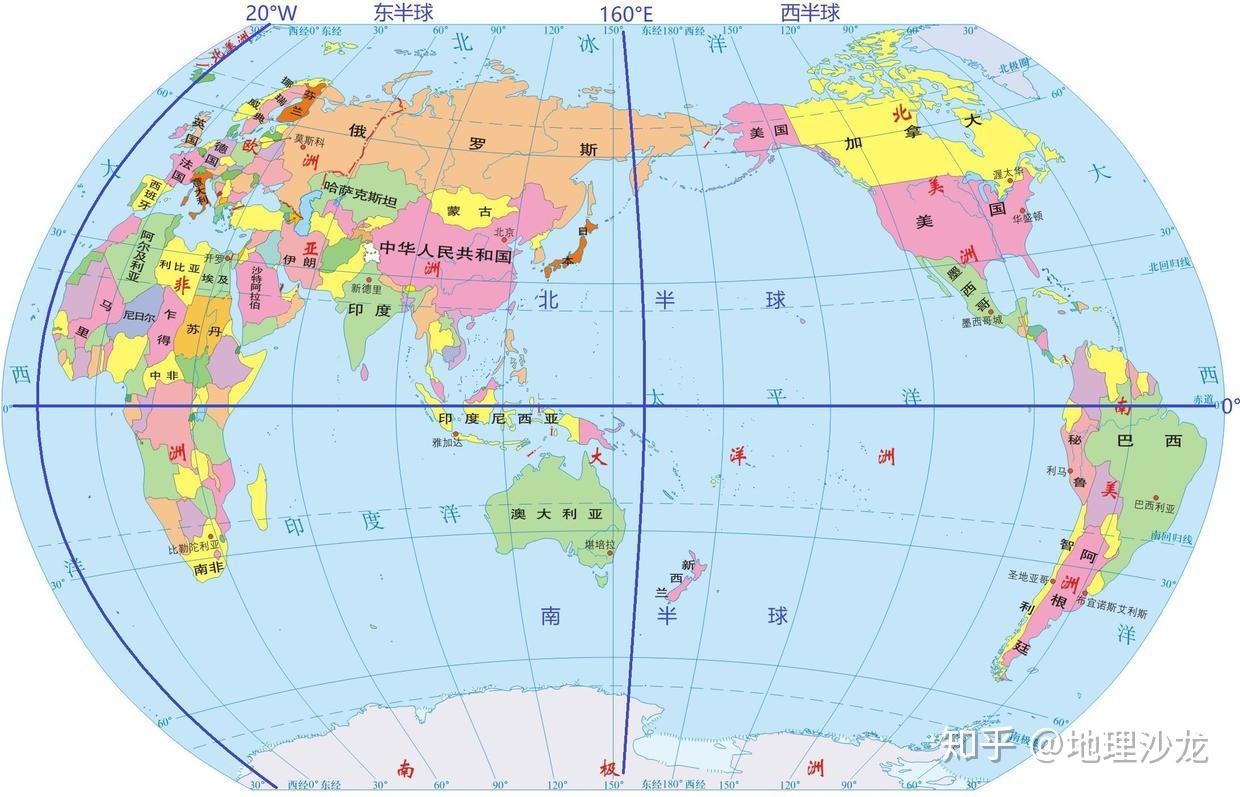 20°W 东半球 160°E 西半球
30° 西经0°东经 30° 60° 90° 120° 150° 东经180°西经 150° 120° 90° 60° 30°
北冰洋
北美洲
北极圈
60° 60°
挪威
瑞典
芬兰
英国
德国
法国
意大利
西班牙
欧洲
莫斯科
俄罗斯
美国
加拿大
北美洲
渥太华
美国
华盛顿
大西洋
大西洋
哈萨克斯坦
蒙古
北京
中华人民共和国
日本
亚洲
伊朗
30° 30°
北回归线
阿尔及利亚
利比亚
开罗
埃及
沙特阿拉伯
新德里
印度
北半球
墨西哥
墨西哥城
非洲
马里
尼日尔
乍得
苏丹
中非
太平洋
0° 赤道 0° 0°
印度尼西亚
雅加达
大洋洲
南美洲
秘鲁
利马
巴西
巴西利亚
印度洋
澳大利亚
堪培拉
新西兰
比勒陀利亚
南非
南回归线
30° 30°
智利
圣地亚哥
阿根廷
布宜诺斯艾利斯
南半球
60° 60°
南极
南极洲
30° 西经0°东经 30° 60° 90° 120° 150° 东经180°西经 150° 120° 90° 60° 30°
知乎 @地理沙龙